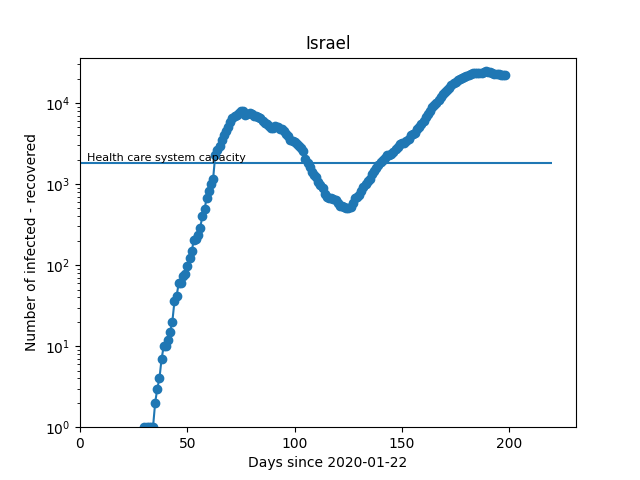 Israel
Number of infected - recovered
10^4
10^3
10^2
10^1
10^0
Health care system capacity
0 50 100 150 200
Days since 2020-01-22